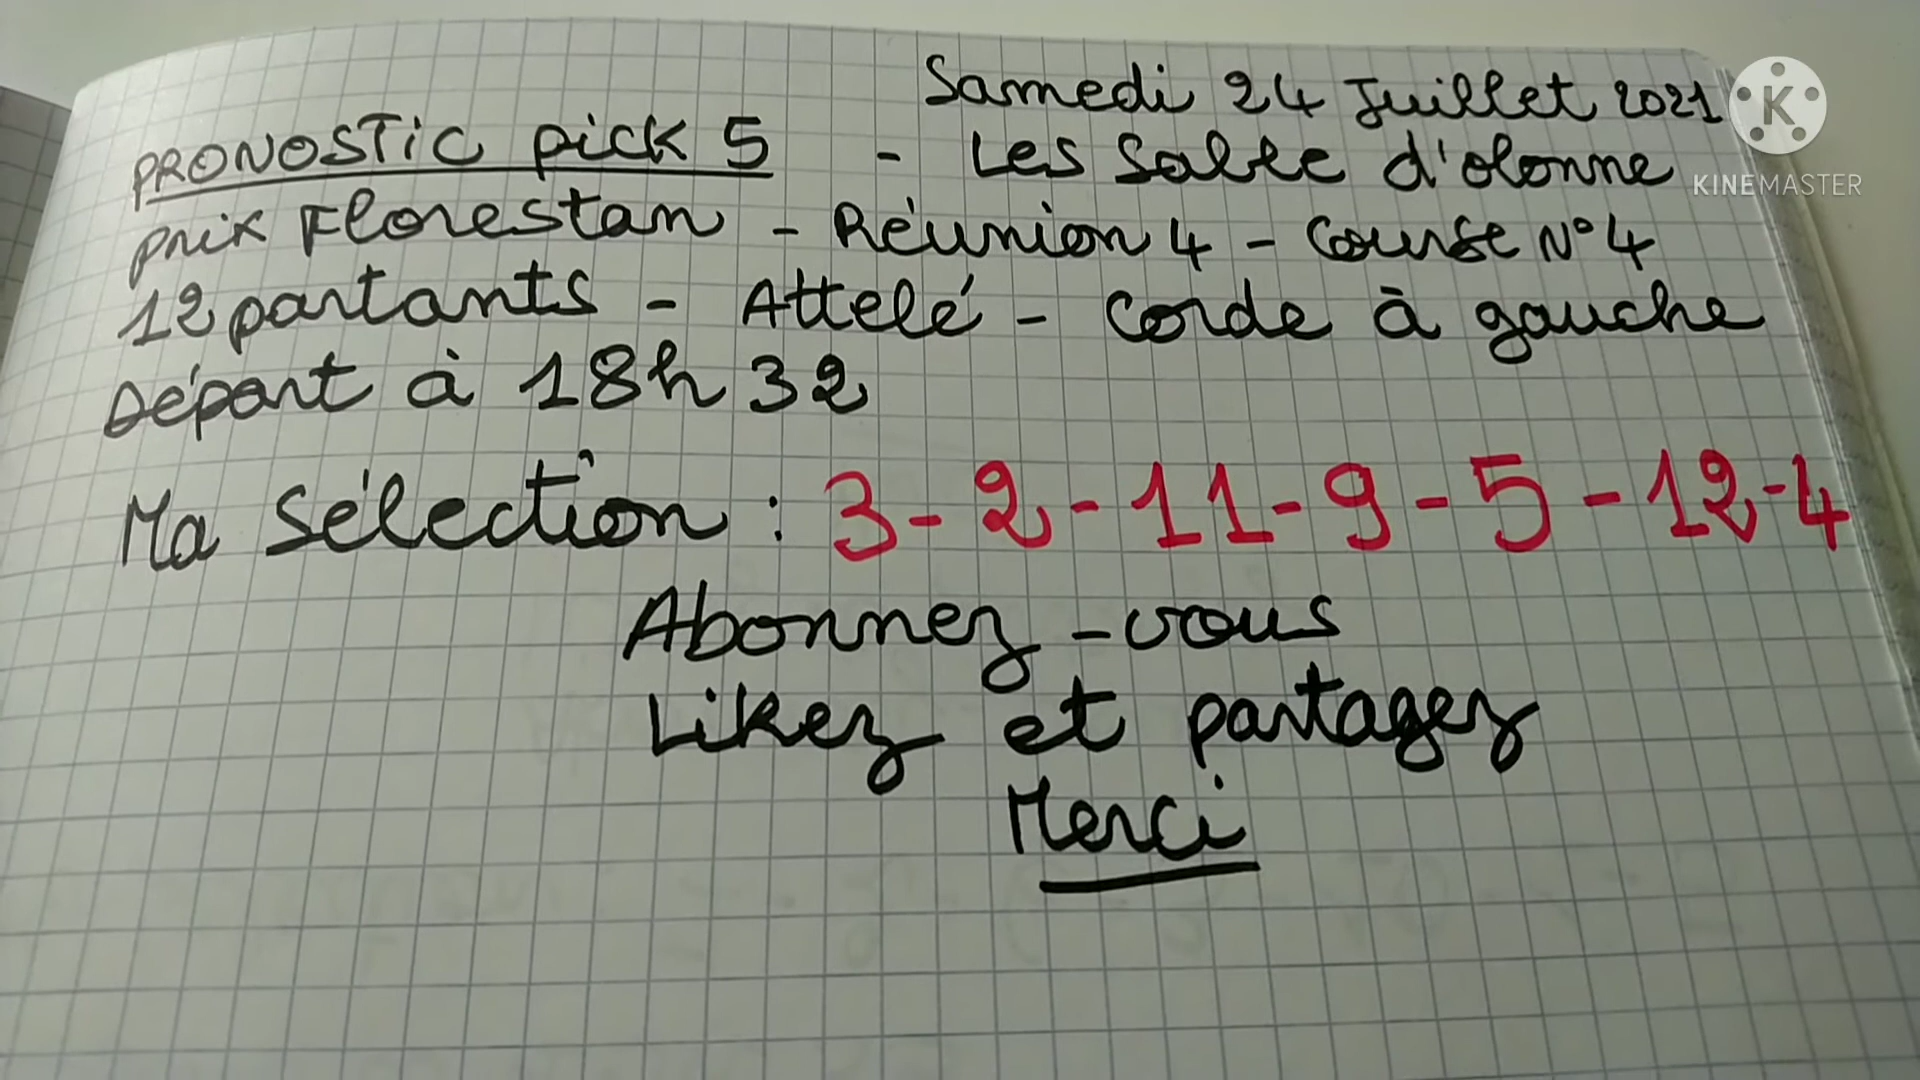 Samedi 24 Juillet 2021
PRONOSTIC pick 5 - Les Sable d'olonne
prix Florestan - Réunion 4 - Course N°4
12 partants - Attelé - Corde à gauche
Départ à 18h32
Ma Sélection : 3-2-11-9-5-12-4
Abonnez-vous
Likez et partagez
Merci
K
KINEMASTER